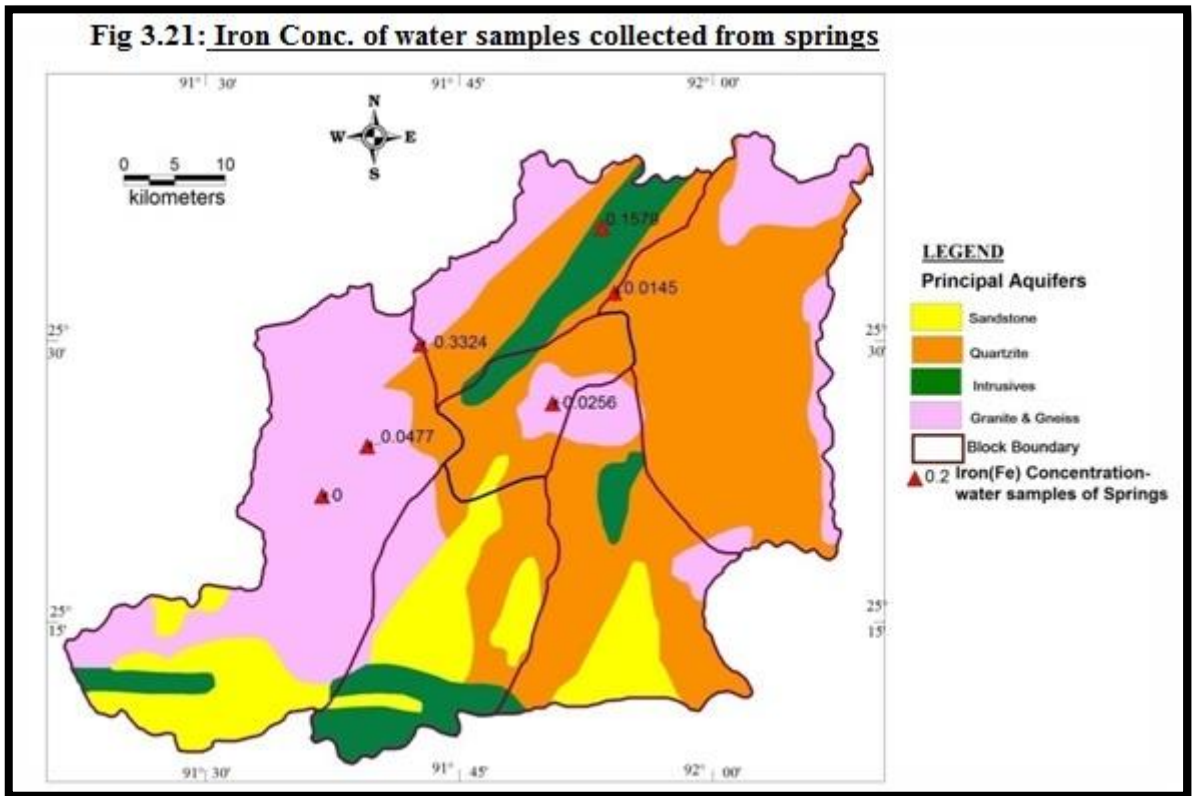 Fig 3.21: Iron Conc. of water samples collected from springs
91° 30'
91° 45'
92° 00'
N
W E
S
0 5 10
kilometers
0.1579
0.0145
25°
30'
0.3324
25°
30'
0.0256
0.0477
0
25°
15'
25°
15'
91° 30'
91° 45'
92° 00'
LEGEND
Principal Aquifers
Sandstone
Quartzite
Intrusives
Granite & Gneiss
Block Boundary
0.2 Iron(Fe) Concentration-
water samples of Springs